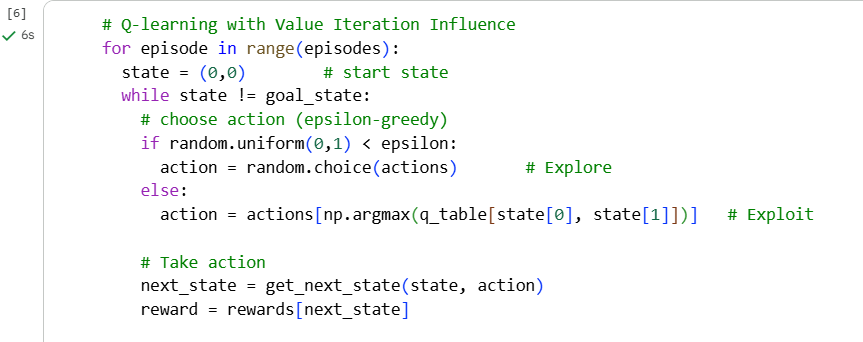 [6]
6s
# Q-learning with Value Iteration Influence
for episode in range(episodes):
state = (0,0) # start state
while state != goal_state:
# choose action (epsilon-greedy)
if random.uniform(0,1) < epsilon:
action = random.choice(actions) # Explore
else:
action = actions[np.argmax(q_table[state[0], state[1]])] # Exploit
# Take action
next_state = get_next_state(state, action)
reward = rewards[next_state]